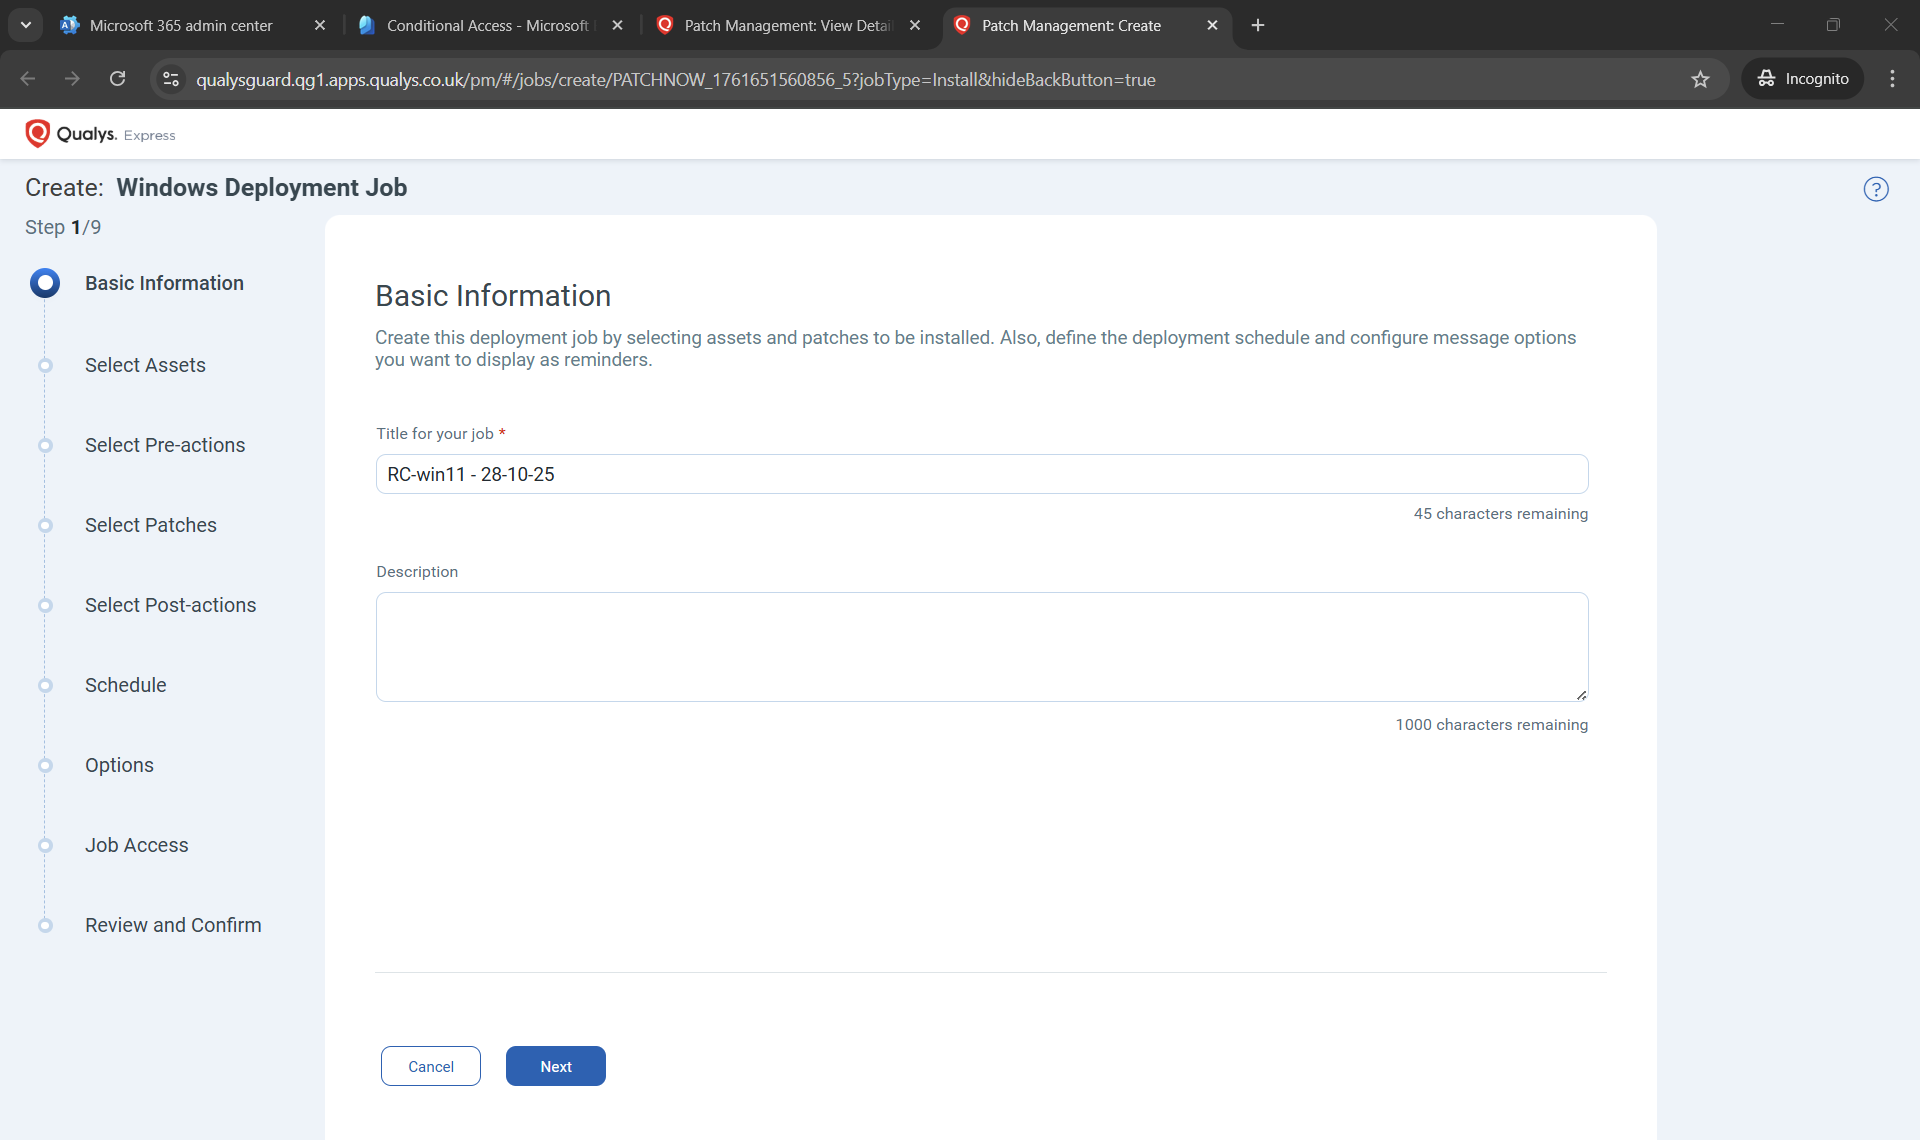 Microsoft 365 admin center
Conditional Access - Microsoft
Patch Management: View Detai
Patch Management: Create
qualysguard.qg1.apps.qualys.co.uk/pm/#/jobs/create/PATCHNOW_1761651560856_5?jobType=Install&hideBackButton=true
Incognito
Qualys. Express
Create: Windows Deployment Job
?
Step 1/9
Basic Information
Select Assets
Select Pre-actions
Select Patches
Select Post-actions
Schedule
Options
Job Access
Review and Confirm
Basic Information
Create this deployment job by selecting assets and patches to be installed. Also, define the deployment schedule and configure message options
you want to display as reminders.
Title for your job *
RC-win11 - 28-10-25
45 characters remaining
Description
1000 characters remaining
Cancel
Next